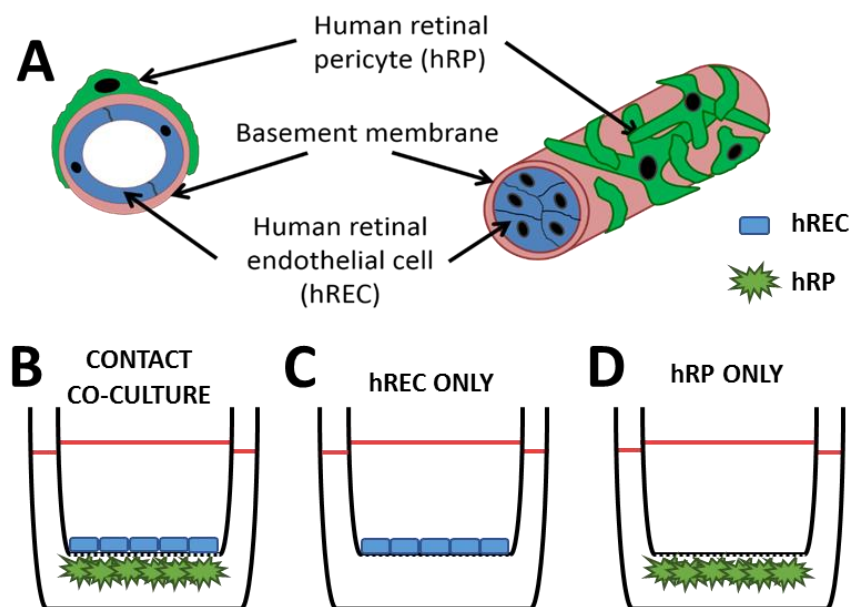 A
Human retinal
pericyte (hRP)
Basement membrane
Human retinal
endothelial cell
(hREC)
hREC
hRP
B
CONTACT
CO-CULTURE
C
hREC ONLY
D
hRP ONLY